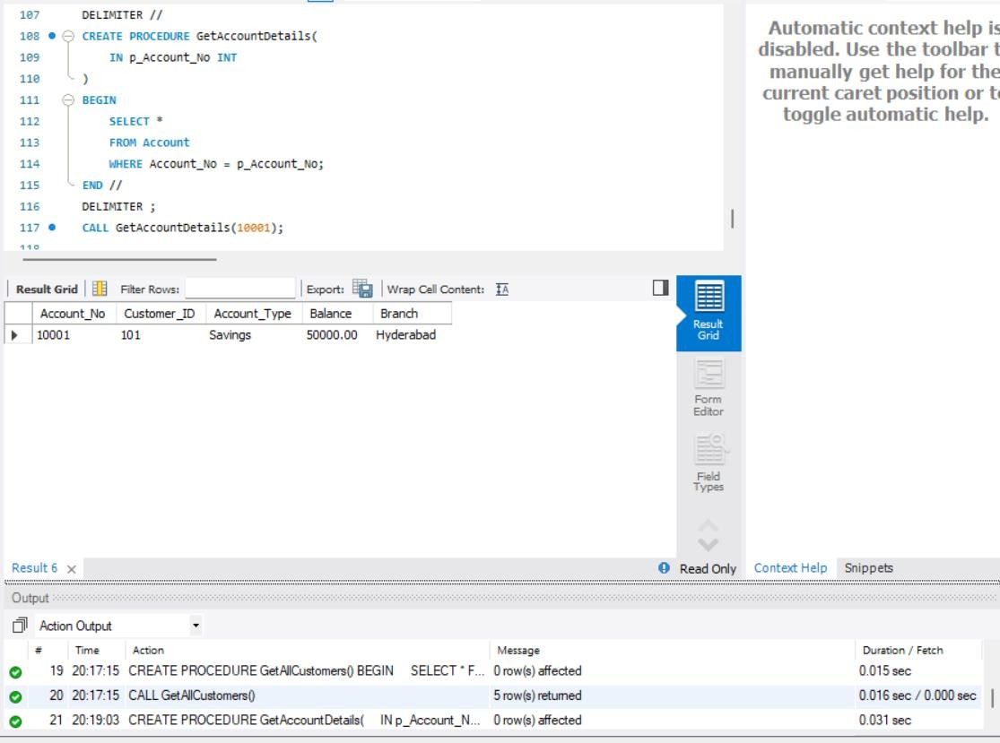 107 DELIMITER //
108 CREATE PROCEDURE GetAccountDetails(
109 IN p_Account_No INT
110 )
111 BEGIN
112 SELECT *
113 FROM Account
114 WHERE Account_No = p_Account_No;
115 END //
116 DELIMITER ;
117 CALL GetAccountDetails(10001);
118
Automatic context help is
disabled. Use the toolbar t
manually get help for the
current caret position or to
toggle automatic help.
Result Grid Filter Rows: Export: Wrap Cell Content: IA
Account_No Customer_ID Account_Type Balance Branch
10001 101 Savings 50000.00 Hyderabad
Result
Grid
Form
Editor
Field
Types
Result 6 Read Only Context Help Snippets
Output
Action Output
# Time Action Message Duration / Fetch
19 20:17:15 CREATE PROCEDURE GetAllCustomers() BEGIN SELECT * F... 0 row(s) affected 0.015 sec
20 20:17:15 CALL GetAllCustomers() 5 row(s) returned 0.016 sec / 0.000 sec
21 20:19:03 CREATE PROCEDURE GetAccountDetails( IN p_Account_N... 0 row(s) affected 0.031 sec